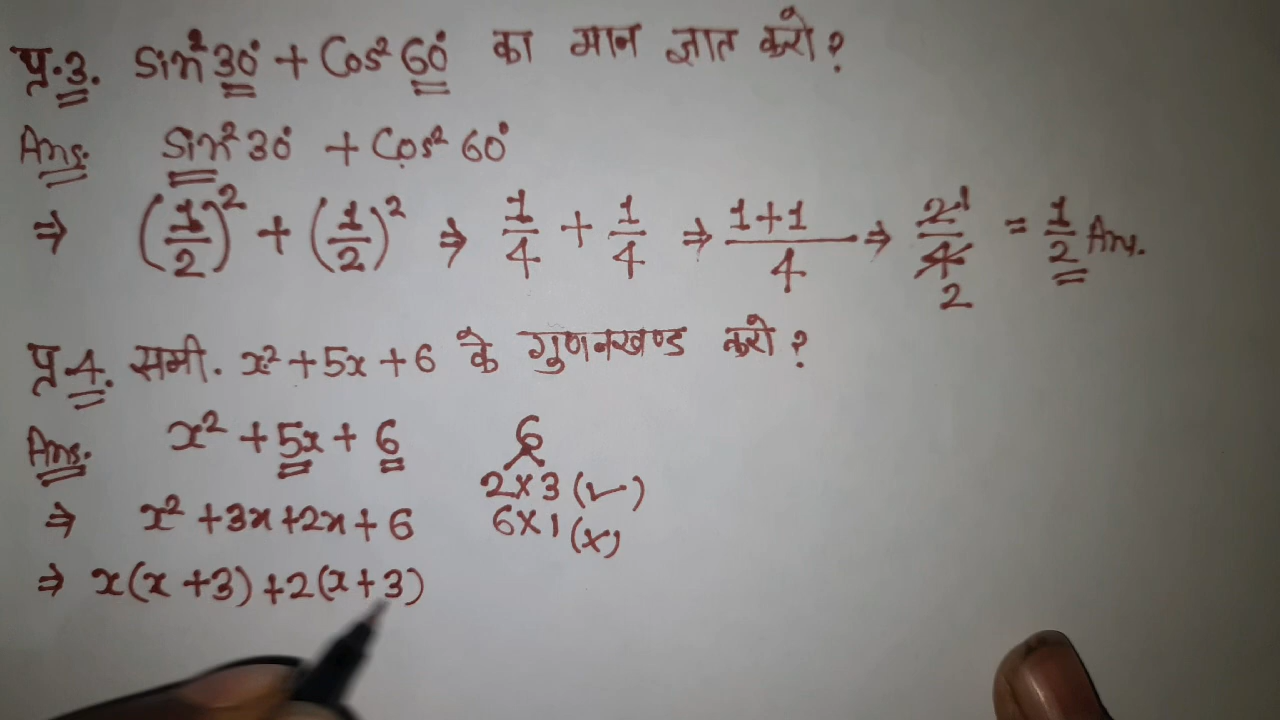 प्र.3. Sin²30° + Cos²60° का मान ज्ञात करो?
Ans. Sin²30° + Cos²60°
⇒ (1/2)² + (1/2)² ⇒ 1/4 + 1/4 ⇒ 1+1/4 ⇒ 2 1/4 2 = 1/2 Ans.
प्र 4. समी. x²+5x+6 के गुणनखण्ड करो?
Ans. x² + 5x + 6 6
2×3 (✓)
⇒ x² +3x+2x+6 6×1 (x)
⇒ x(x+3)+2(x+3)